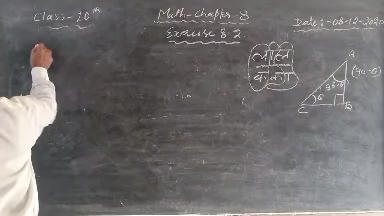 Class-10th
Math-Chapter-8
Exercise 8.2
Date:-08-12-2020
A
(90-θ)
C
θ
B